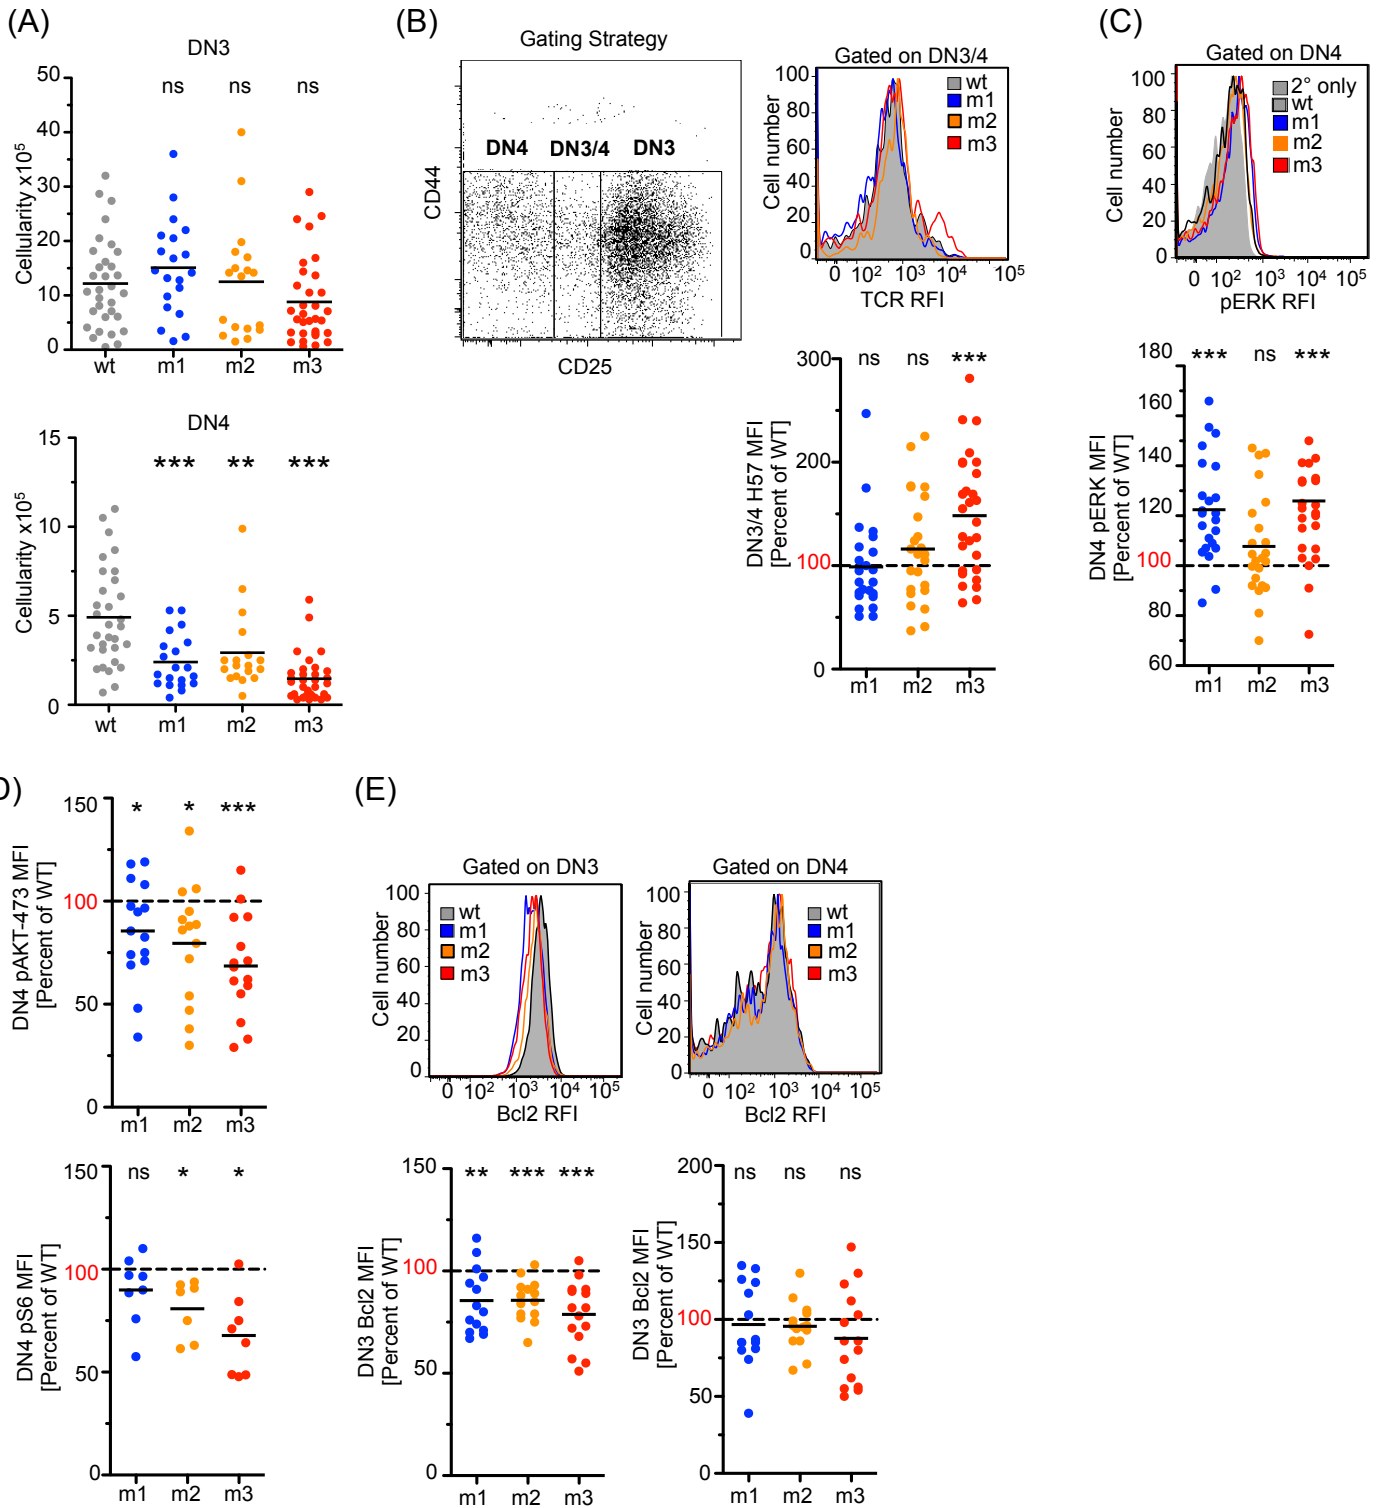 (A)
DN3
Cellularity x10⁵
50
40
30
20
10
0
ns
ns
ns
wt
m1
m2
m3
DN4
Cellularity x10⁵
15
10
5
0
***
**
***
wt
m1
m2
m3
(B)
Gating Strategy
CD44
DN4
DN3/4
DN3
CD25
Gated on DN3/4
Cell number
100
80
60
40
20
0
wt
m1
m2
m3
0
10²
10³
10⁴
10⁵
TCR RFI
DN3/4 H57 MFI
[Percent of WT]
300
200
100
0
ns
ns
***
m1
m2
m3
(C)
Gated on DN4
Cell number
100
80
60
40
20
0
2° only
wt
m1
m2
m3
0
10²
10³
10⁴
10⁵
pERK RFI
DN4 pERK MFI
[Percent of WT]
180
160
140
120
100
80
60
***
ns
***
m1
m2
m3
D)
DN4 pAKT-473 MFI
[Percent of WT]
150
100
50
0
*
*
***
m1
m2
m3
DN4 pS6 MFI
[Percent of WT]
150
100
50
0
ns
*
*
m1
m2
m3
(E)
Gated on DN3
Cell number
100
80
60
40
20
0
wt
m1
m2
m3
0
10²
10³
10⁴
10⁵
Bcl2 RFI
Gated on DN4
Cell number
100
80
60
40
20
0
wt
m1
m2
m3
0
10²
10³
10⁴
10⁵
Bcl2 RFI
DN3 Bcl2 MFI
[Percent of WT]
150
100
50
0
**
***
***
m1
m2
m3
DN3 Bcl2 MFI
[Percent of WT]
200
150
100
50
0
ns
ns
ns
m1
m2
m3